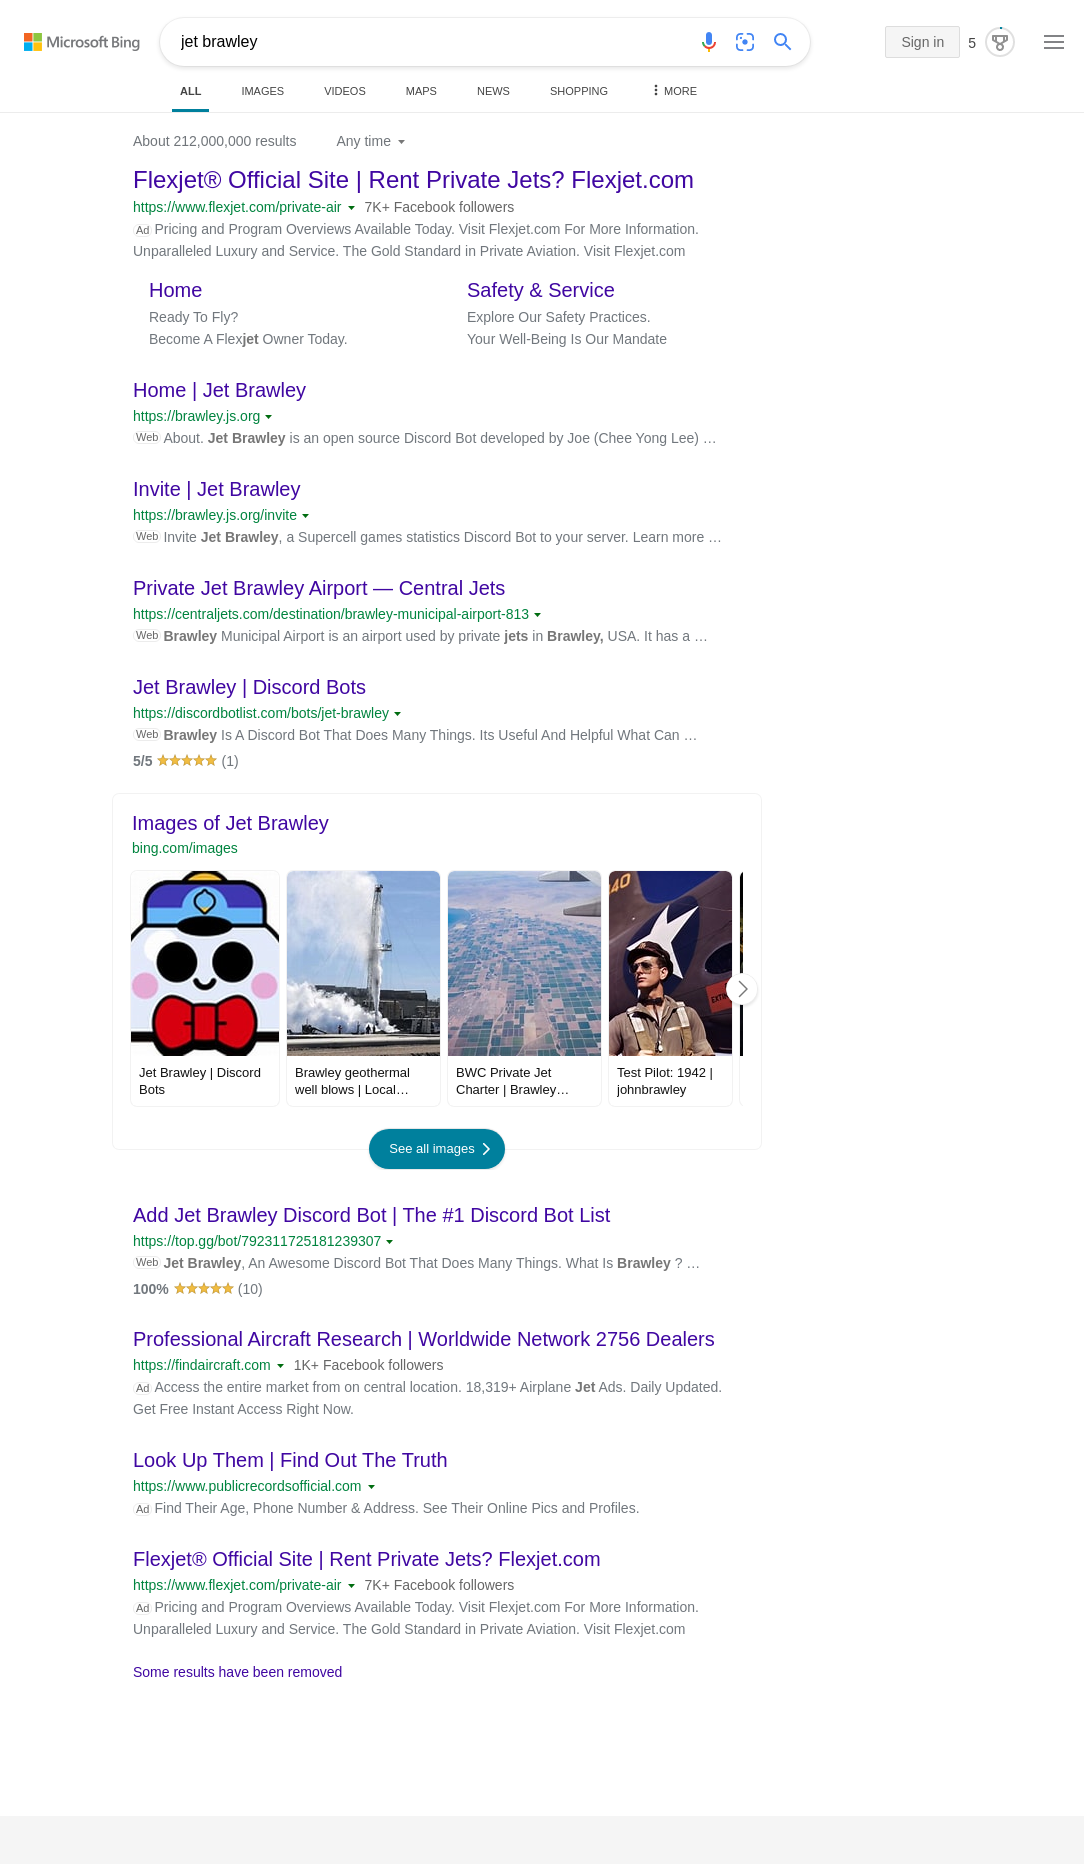 Microsoft Bing
jet brawley
Sign in
5
ALL
IMAGES
VIDEOS
MAPS
NEWS
SHOPPING
MORE
About 212,000,000 results
Any time
Flexjet® Official Site | Rent Private Jets? Flexjet.com
https://www.flexjet.com/private-air 7K+ Facebook followers
Ad Pricing and Program Overviews Available Today. Visit Flexjet.com For More Information.
Unparalleled Luxury and Service. The Gold Standard in Private Aviation. Visit Flexjet.com
Home
Ready To Fly?
Become A Flexjet Owner Today.
Safety & Service
Explore Our Safety Practices.
Your Well-Being Is Our Mandate
Home | Jet Brawley
https://brawley.js.org
Web About. Jet Brawley is an open source Discord Bot developed by Joe (Chee Yong Lee) …
Invite | Jet Brawley
https://brawley.js.org/invite
Web Invite Jet Brawley, a Supercell games statistics Discord Bot to your server. Learn more …
Private Jet Brawley Airport — Central Jets
https://centraljets.com/destination/brawley-municipal-airport-813
Web Brawley Municipal Airport is an airport used by private jets in Brawley, USA. It has a …
Jet Brawley | Discord Bots
https://discordbotlist.com/bots/jet-brawley
Web Brawley Is A Discord Bot That Does Many Things. Its Useful And Helpful What Can …
5/5 (1)
Images of Jet Brawley
bing.com/images
40
EXTIN
Jet Brawley | Discord
Bots
Brawley geothermal
well blows | Local…
BWC Private Jet
Charter | Brawley…
Test Pilot: 1942 |
johnbrawley
See all images
Add Jet Brawley Discord Bot | The #1 Discord Bot List
https://top.gg/bot/792311725181239307
Web Jet Brawley, An Awesome Discord Bot That Does Many Things. What Is Brawley ? …
100% (10)
Professional Aircraft Research | Worldwide Network 2756 Dealers
https://findaircraft.com 1K+ Facebook followers
Ad Access the entire market from on central location. 18,319+ Airplane Jet Ads. Daily Updated.
Get Free Instant Access Right Now.
Look Up Them | Find Out The Truth
https://www.publicrecordsofficial.com
Ad Find Their Age, Phone Number & Address. See Their Online Pics and Profiles.
Flexjet® Official Site | Rent Private Jets? Flexjet.com
https://www.flexjet.com/private-air 7K+ Facebook followers
Ad Pricing and Program Overviews Available Today. Visit Flexjet.com For More Information.
Unparalleled Luxury and Service. The Gold Standard in Private Aviation. Visit Flexjet.com
Some results have been removed